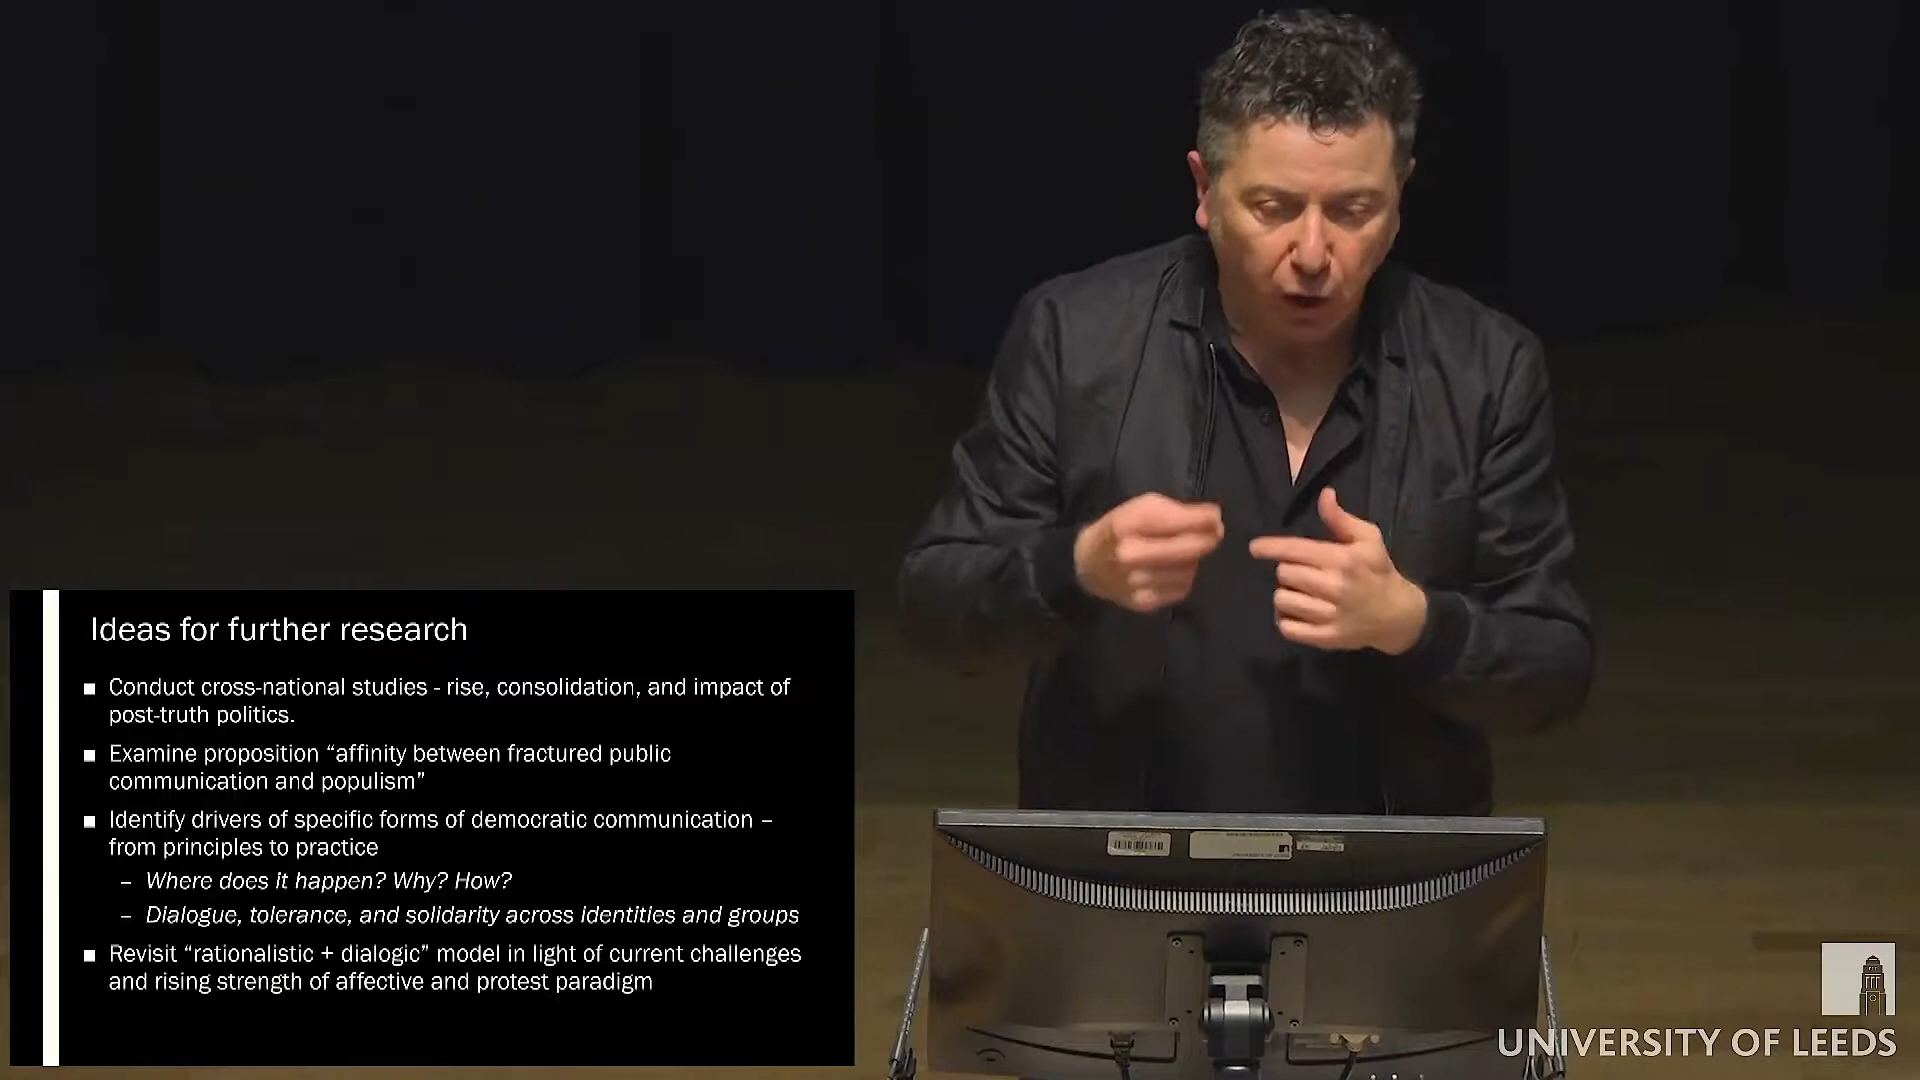 Ideas for further research
▪ Conduct cross-national studies - rise, consolidation, and impact of
post-truth politics.
▪ Examine proposition “affinity between fractured public
communication and populism”
▪ Identify drivers of specific forms of democratic communication –
from principles to practice
– Where does it happen? Why? How?
– Dialogue, tolerance, and solidarity across identities and groups
▪ Revisit “rationalistic + dialogic” model in light of current challenges
and rising strength of affective and protest paradigm
UNIVERSITY OF LEEDS